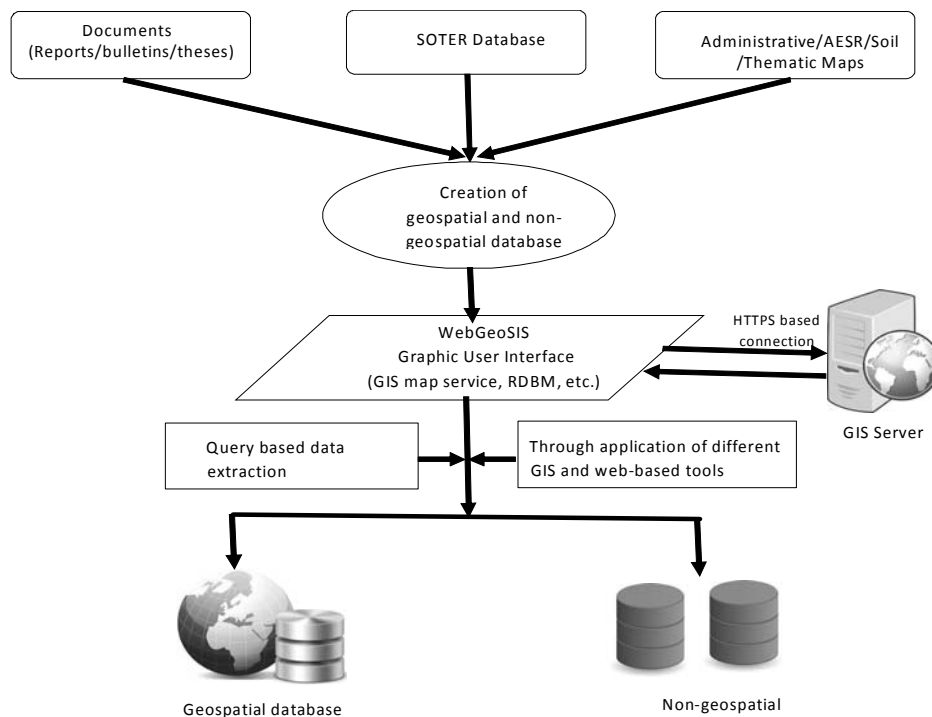 Documents
(Reports/bulletins/theses)
SOTER Database
Administrative/AESR/Soil
/Thematic Maps
Creation of
geospatial and non-
geospatial database
WebGeoSIS
Graphic User Interface
(GIS map service, RDBM, etc.)
HTTPS based
connection
GIS Server
Query based data
extraction
Through application of different
GIS and web-based tools
Geospatial database
Non-geospatial